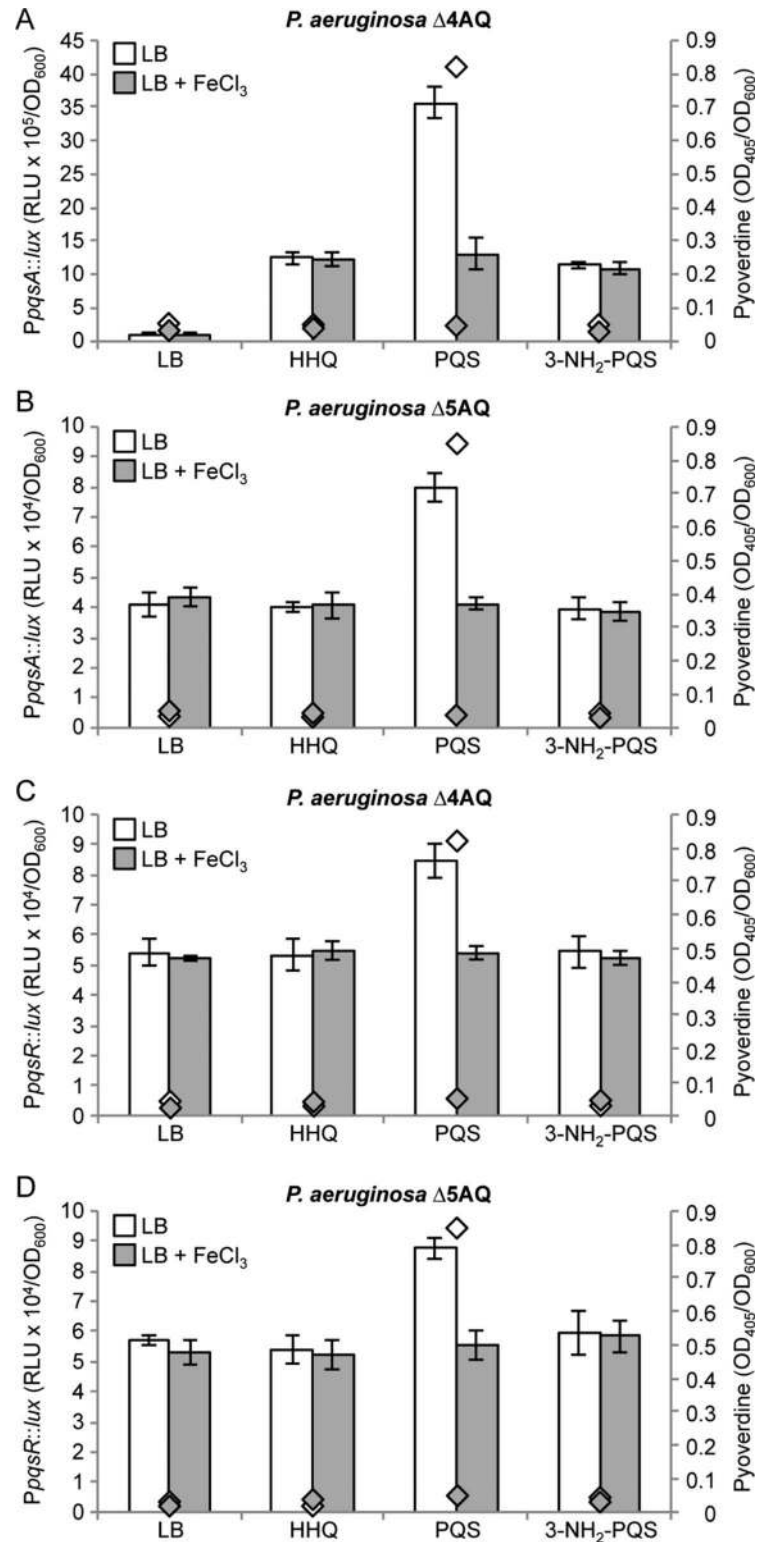 A
P. aeruginosa Δ4AQ
LB
LB + FeCl3
PpqsA::lux (RLU x 10^5/OD600)
45
40
35
30
25
20
15
10
5
0
Pyoverdine (OD405/OD600)
0.9
0.8
0.7
0.6
0.5
0.4
0.3
0.2
0.1
0
LB HHQ PQS 3-NH2-PQS
B
P. aeruginosa Δ5AQ
LB
LB + FeCl3
PpqsA::lux (RLU x 10^4/OD600)
10
9
8
7
6
5
4
3
2
1
0
Pyoverdine (OD405/OD600)
0.9
0.8
0.7
0.6
0.5
0.4
0.3
0.2
0.1
0
LB HHQ PQS 3-NH2-PQS
C
P. aeruginosa Δ4AQ
LB
LB + FeCl3
PpqsR::lux (RLU x 10^4/OD600)
10
9
8
7
6
5
4
3
2
1
0
Pyoverdine (OD405/OD600)
0.9
0.8
0.7
0.6
0.5
0.4
0.3
0.2
0.1
0
LB HHQ PQS 3-NH2-PQS
D
P. aeruginosa Δ5AQ
LB
LB + FeCl3
PpqsR::lux (RLU x 10^4/OD600)
10
9
8
7
6
5
4
3
2
1
0
Pyoverdine (OD405/OD600)
0.9
0.8
0.7
0.6
0.5
0.4
0.3
0.2
0.1
0
LB HHQ PQS 3-NH2-PQS